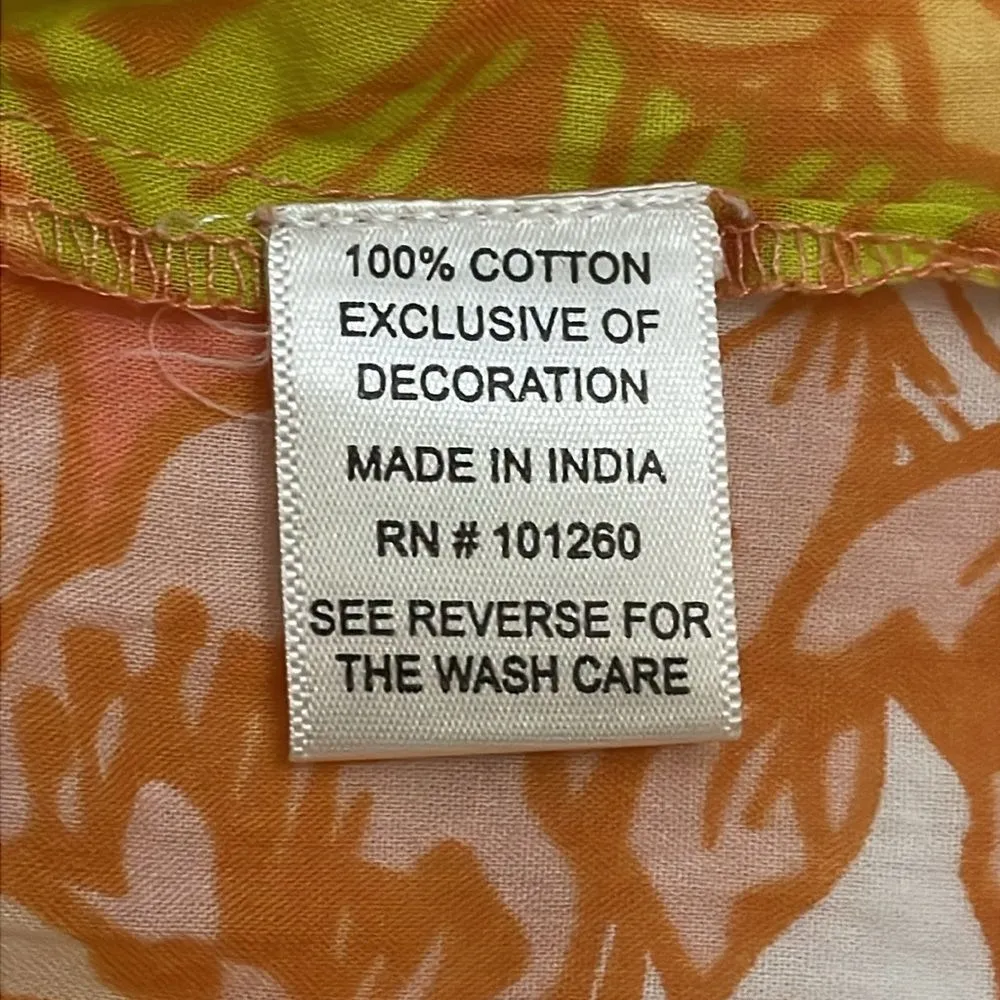 100% COTTON
EXCLUSIVE OF
DECORATION
MADE IN INDIA
RN # 101260
SEE REVERSE FOR
THE WASH CARE